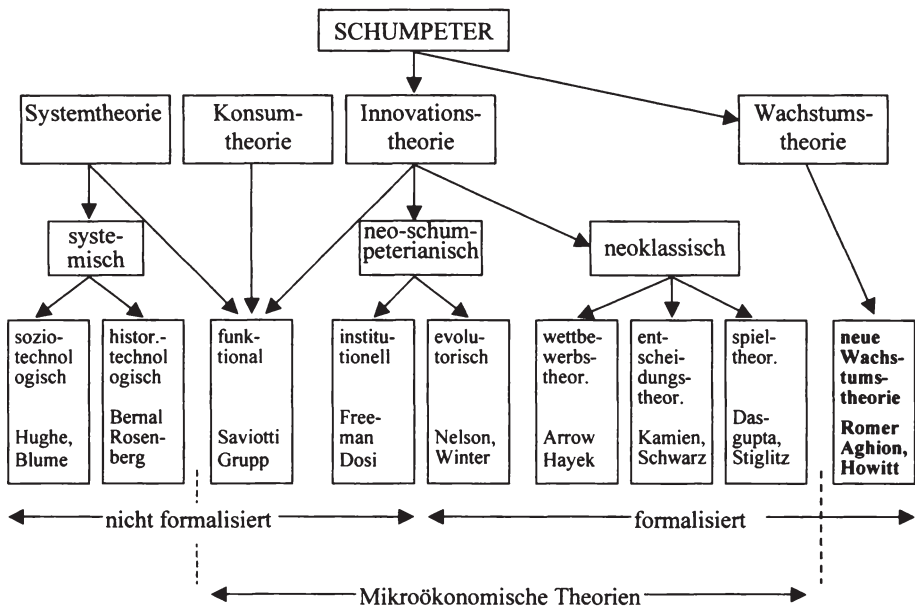 SCHUMPETER
Systemtheorie
Konsum-
theorie
Innovations-
theorie
Wachstums-
theorie
syste-
misch
neo-schum-
peterianisch
neoklassisch
sozio-
technol
ogisch
Hughe,
Blume
histor.-
technol
ogisch
Bernal
Rosen-
berg
funk-
tional
Saviotti
Grupp
institu-
tionell
Free-
man
Dosi
evolu-
torisch
Nelson,
Winter
wettbe-
werbs-
theor.
Arrow
Hayek
ent-
schei-
dungs-
theor.
Kamien,
Schwarz
spiel-
theor.
Das-
gupta,
Stiglitz
neue
Wachs-
tums-
theorie
Romer
Aghion,
Howitt
nicht formalisiert
formalisiert
Mikroökonomische Theorien